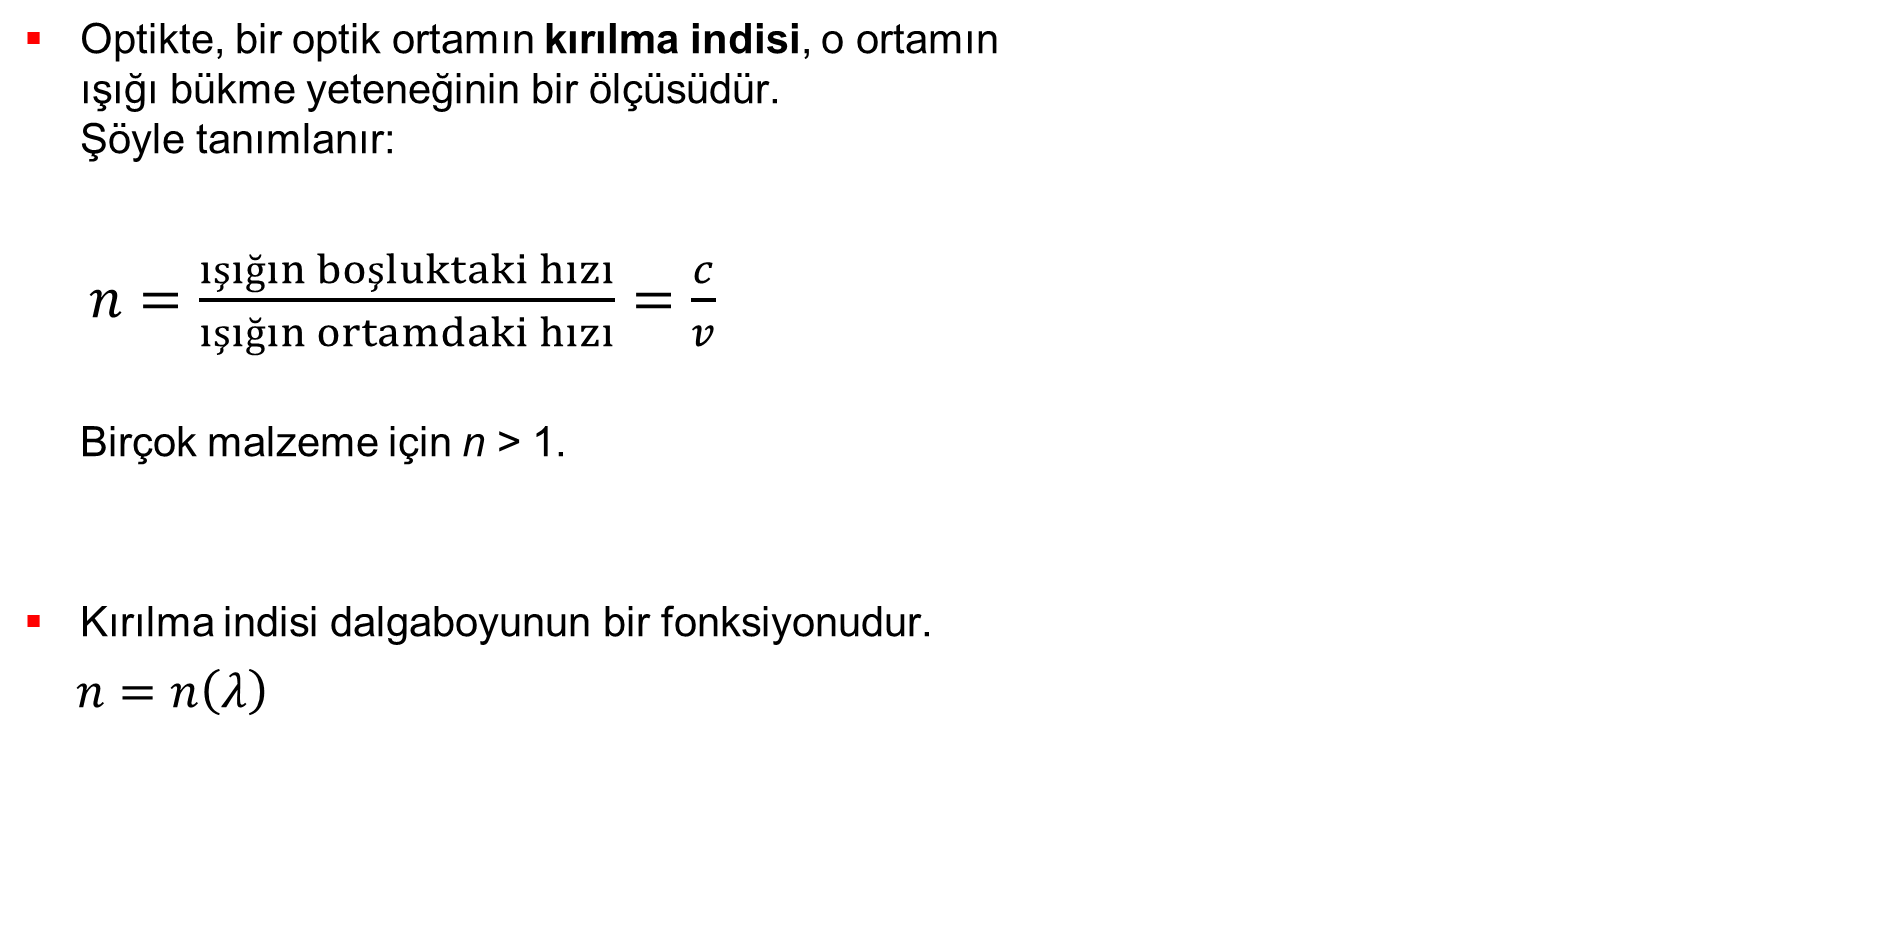 ▪ Optikte, bir optik ortamın kırılma indisi, o ortamın
ışığı bükme yeteneğinin bir ölçüsüdür.
Şöyle tanımlanır:
n = ışığın boşluktaki hızı / ışığın ortamdaki hızı = c / v
Birçok malzeme için n > 1.
▪ Kırılma indisi dalgaboyunun bir fonksiyonudur.
n = n(λ)